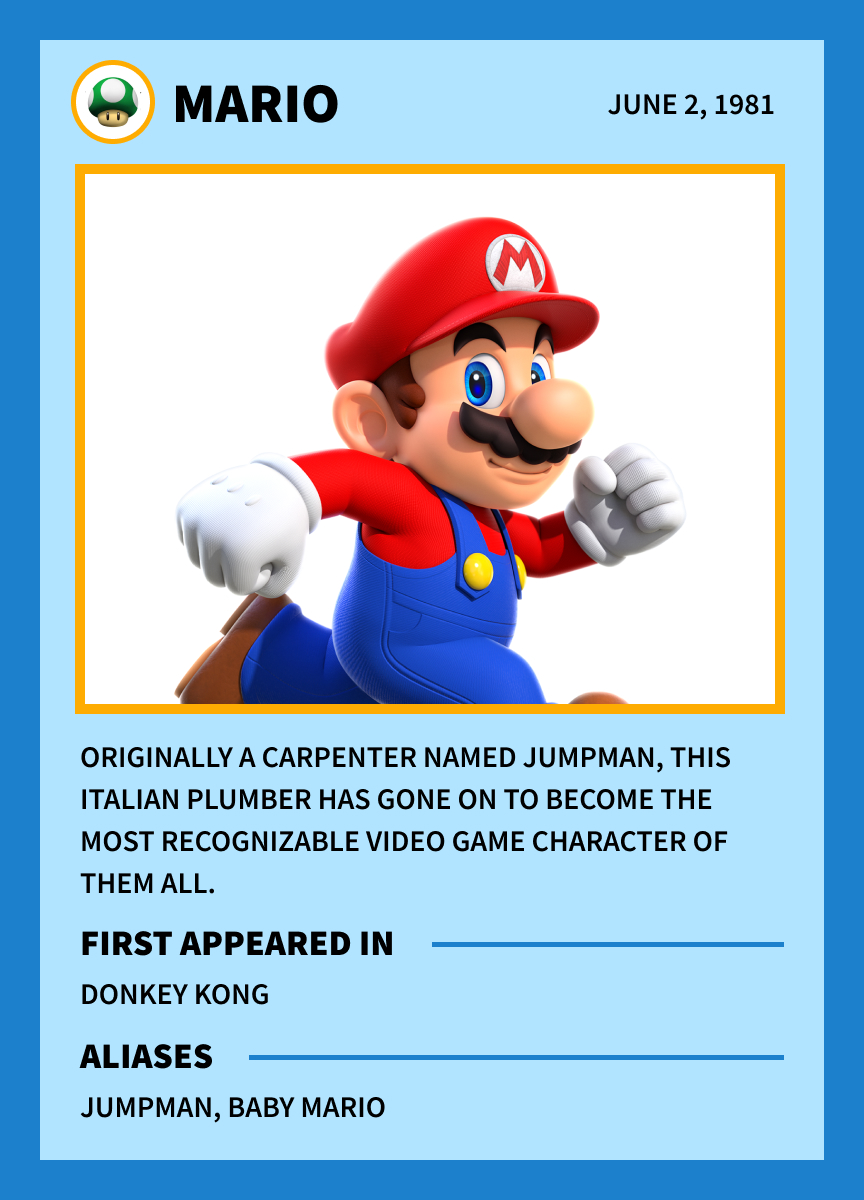 MARIO
JUNE 2, 1981
M
ORIGINALLY A CARPENTER NAMED JUMPMAN, THIS
ITALIAN PLUMBER HAS GONE ON TO BECOME THE
MOST RECOGNIZABLE VIDEO GAME CHARACTER OF
THEM ALL.
FIRST APPEARED IN
DONKEY KONG
ALIASES
JUMPMAN, BABY MARIO